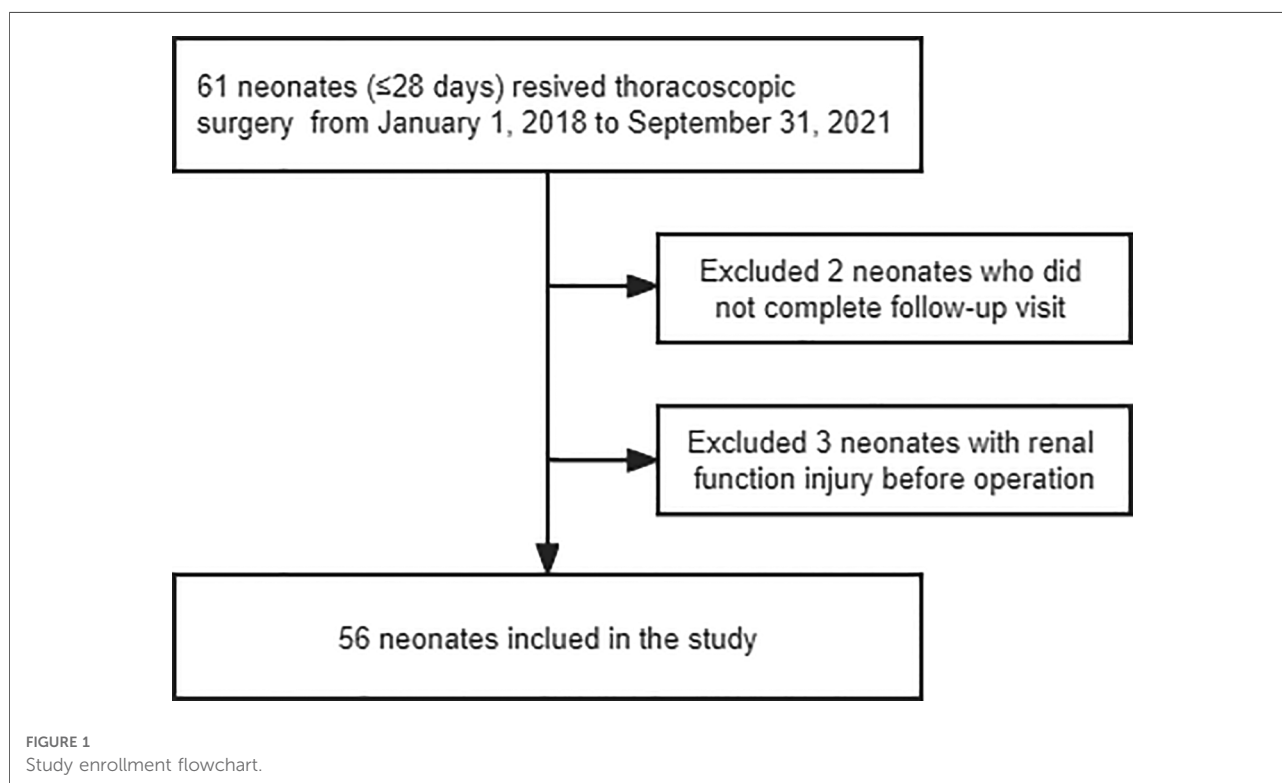 61 neonates (≤28 days) resived thoracoscopic
surgery from January 1, 2018 to September 31, 2021
Excluded 2 neonates who did
not complete follow-up visit
Excluded 3 neonates with renal
function injury before operation
56 neonates inclued in the study
FIGURE 1
Study enrollment flowchart.